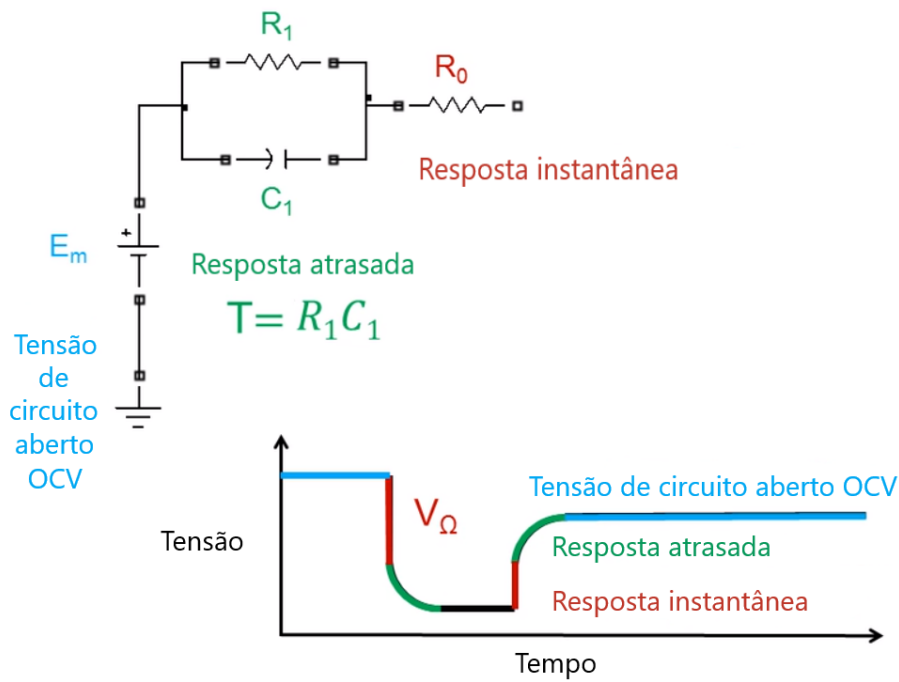 R₁
R₀
Resposta instantânea
C₁
+
Eₘ
Resposta atrasada
T= R₁C₁
Tensão
de
circuito
aberto
OCV
Tensão de circuito aberto OCV
V_Ω
Tensão
Resposta atrasada
Resposta instantânea
Tempo